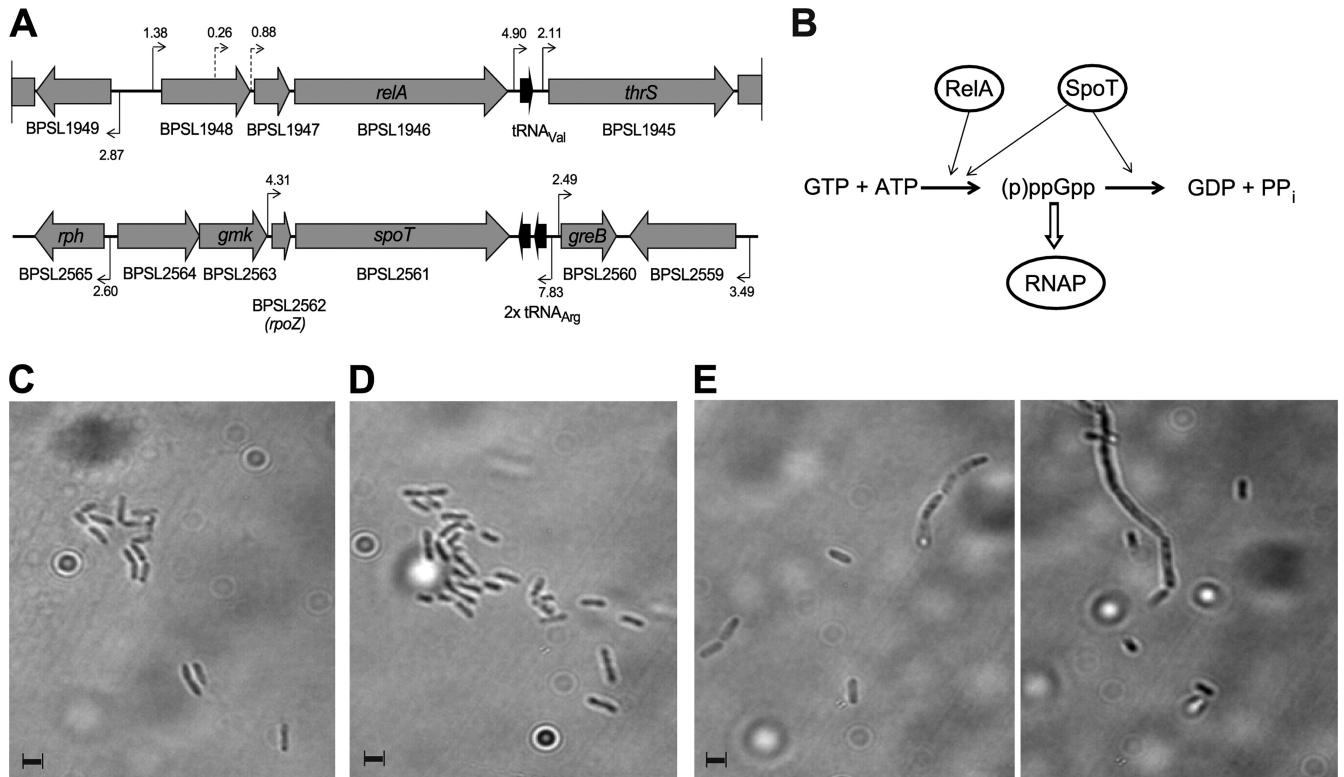 A
1.38
0.26
0.88
4.90
2.11
relA
thrS
BPSL1949
BPSL1948
BPSL1947
BPSL1946
tRNAVal
BPSL1945
2.87
4.31
2.49
rph
gmk
spoT
greB
BPSL2565
BPSL2564
BPSL2563
BPSL2561
BPSL2560
BPSL2559
2.60
7.83
3.49
BPSL2562
(rpoZ)
2x tRNAArg
B
RelA
SpoT
GTP + ATP
(p)ppGpp
GDP + PPi
RNAP
C
D
E